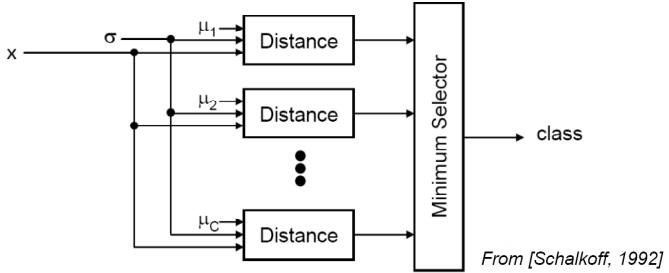 μ1
σ
x
Distance
μ2
Distance
μC
Distance
Minimum Selector
class
From [Schalkoff, 1992]